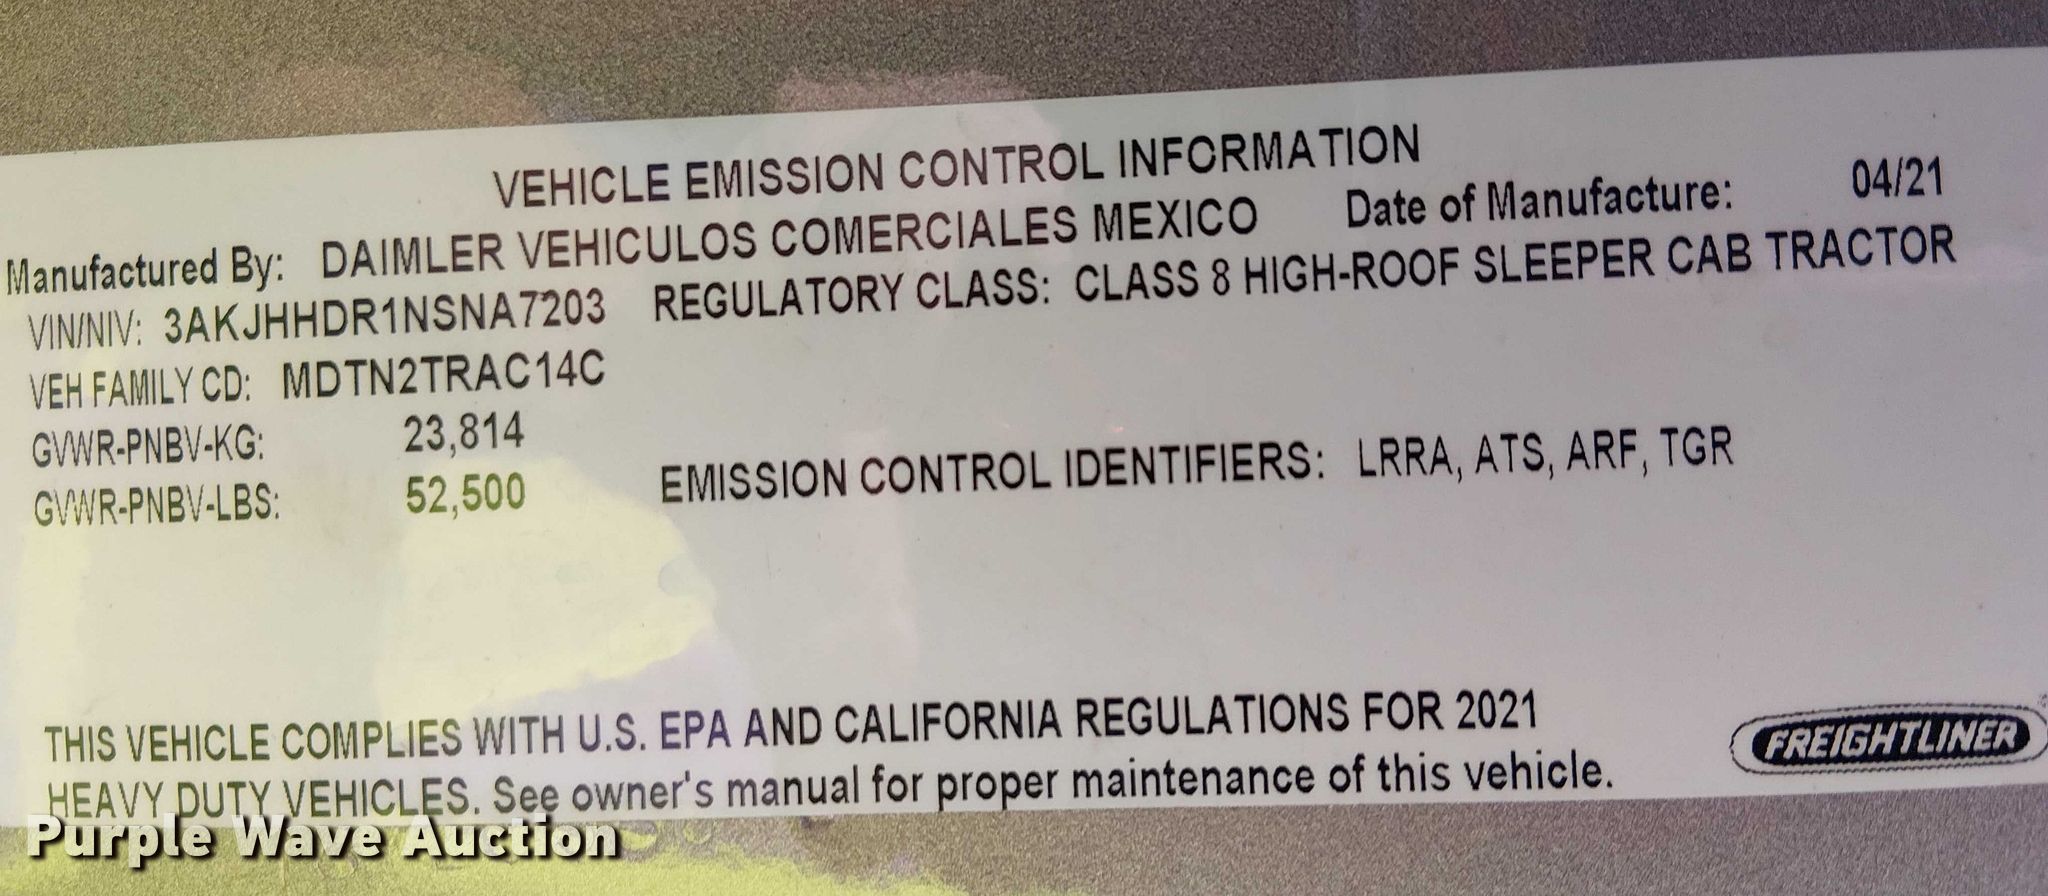 VEHICLE EMISSION CONTROL INFORMATION
Manufactured By: DAIMLER VEHICULOS COMERCIALES MEXICO Date of Manufacture: 04/21
VIN/NIV: 3AKJHHDR1NSNA7203 REGULATORY CLASS: CLASS 8 HIGH-ROOF SLEEPER CAB TRACTOR
VEH FAMILY CD: MDTN2TRAC14C
GVWR-PNBV-KG: 23,814
GVWR-PNBV-LBS: 52,500 EMISSION CONTROL IDENTIFIERS: LRRA, ATS, ARF, TGR
THIS VEHICLE COMPLIES WITH U.S. EPA AND CALIFORNIA REGULATIONS FOR 2021
HEAVY DUTY VEHICLES. See owner's manual for proper maintenance of this vehicle.
FREIGHTLINER
Purple Wave Auction